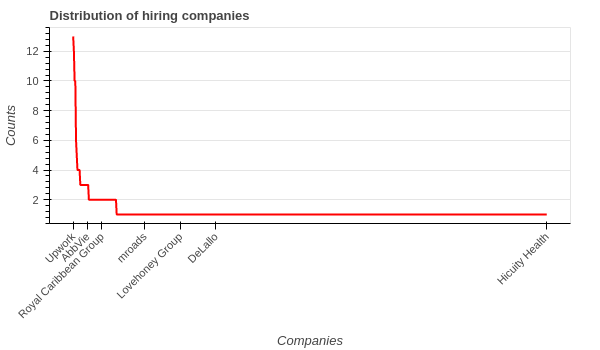 Distribution of hiring companies
Counts
12
10
8
6
4
2
Upwork
AbbVie
Royal Caribbean Group
mroads
Lovehoney Group
DeLallo
Hicuity Health
Companies